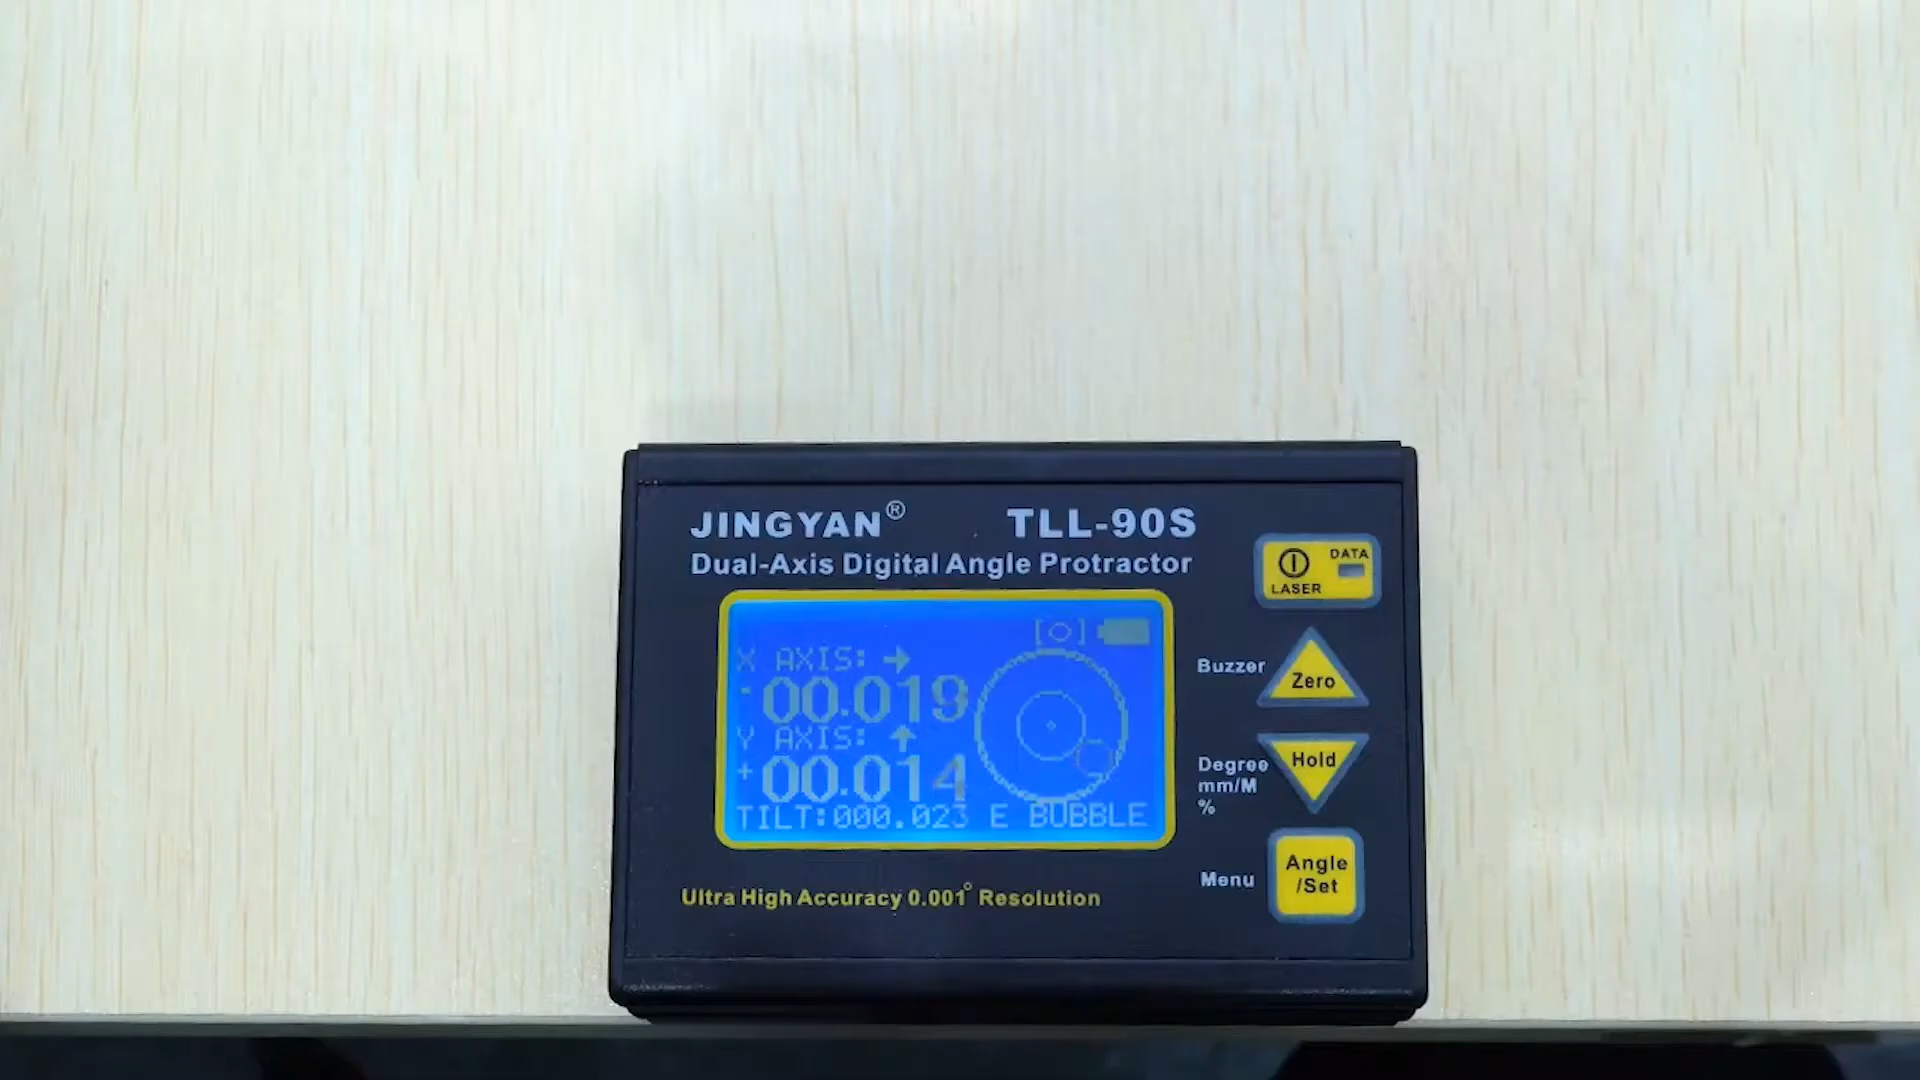 JINGYAN® TLL-90S
Dual-Axis Digital Angle Protractor
DATA
LASER
X AXIS: →
-00.019
Y AXIS: ↑
+00.014
TILT:000.023 E BUBBLE
Buzzer
Zero
Hold
Degree
mm/M
%
Angle
/Set
Menu
Ultra High Accuracy 0.001° Resolution